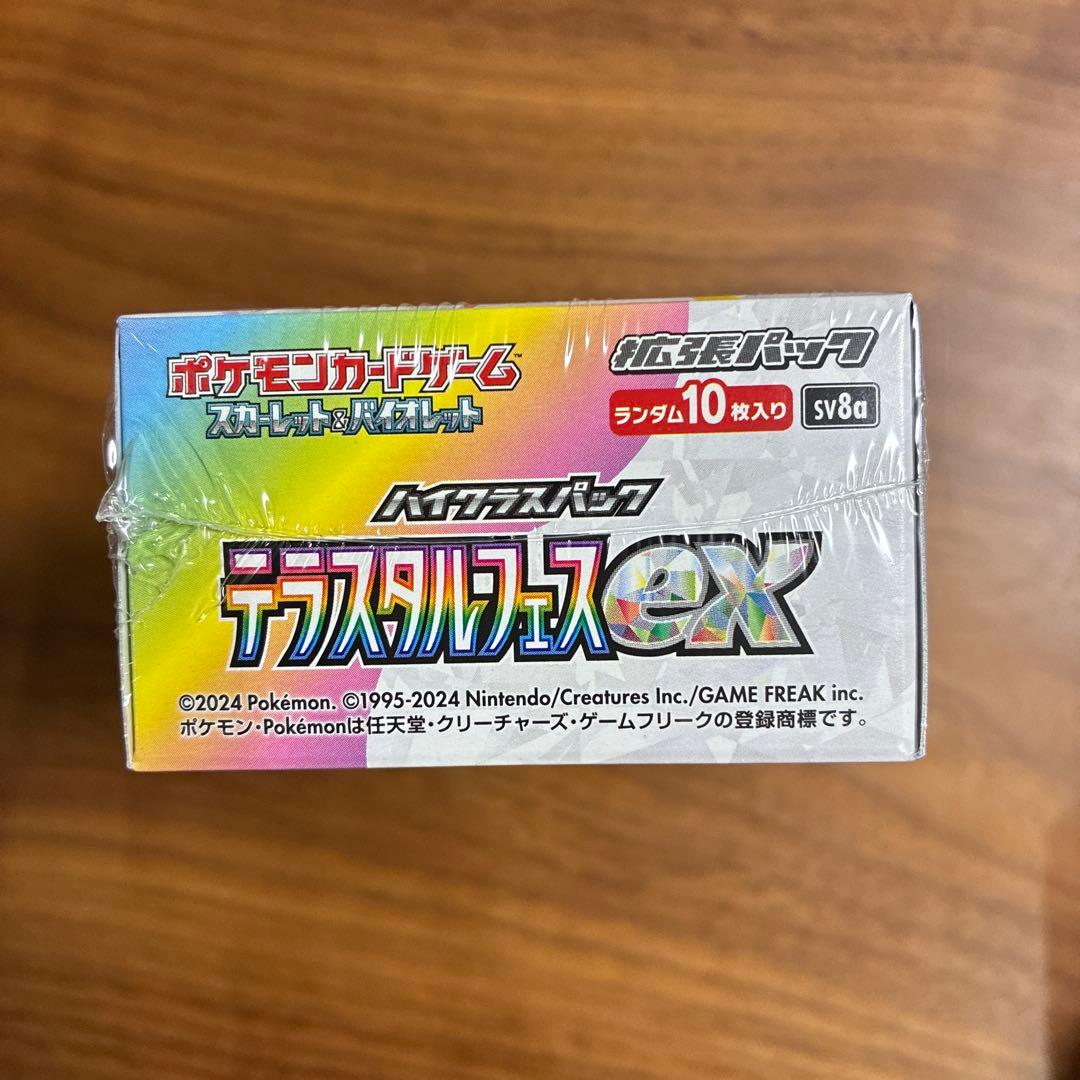 ポケモンカードゲーム™
スカーレット&バイオレット
拡張パック
ランダム10枚入り
SV8a
ハイクラスパック
テラスタルフェスex
©2024 Pokémon. ©1995-2024 Nintendo/Creatures Inc./GAME FREAK inc.
ポケモン・Pokémonは任天堂・クリーチャーズ・ゲームフリークの登録商標です。